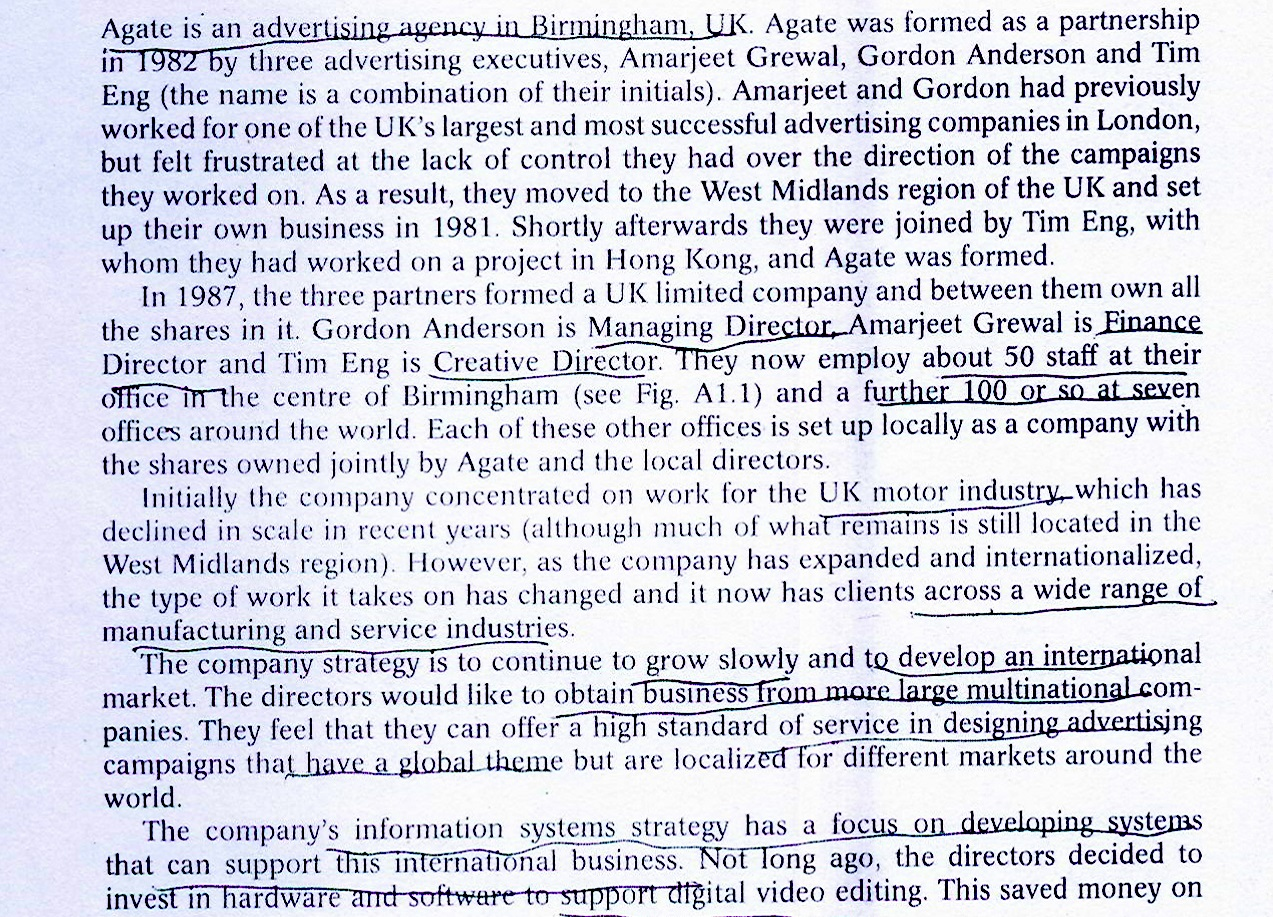 Agate is an advertising agency in Birmingham, UK. Agate was formed as a partnership
in 1982 by three advertising executives, Amarjeet Grewal, Gordon Anderson and Tim
Eng (the name is a combination of their initials). Amarjeet and Gordon had previously
worked for one of the UK's largest and most successful advertising companies in London,
but felt frustrated at the lack of control they had over the direction of the campaigns
they worked on. As a result, they moved to the West Midlands region of the UK and set
up their own business in 1981. Shortly afterwards they were joined by Tim Eng, with
whom they had worked on a project in Hong Kong, and Agate was formed.
In 1987, the three partners formed a UK limited company and between them own all
the shares in it. Gordon Anderson is Managing Director, Amarjeet Grewal is Finance
Director and Tim Eng is Creative Director. They now employ about 50 staff at their
office in the centre of Birmingham (see Fig. A1.1) and a further 100 or so at seven
offices around the world. Each of these other offices is set up locally as a company with
the shares owned jointly by Agate and the local directors.
Initially the company concentrated on work for the UK motor industry, which has
declined in scale in recent years (although much of what remains is still located in the
West Midlands region). However, as the company has expanded and internationalized,
the type of work it takes on has changed and it now has clients across a wide range of
manufacturing and service industries.
The company strategy is to continue to grow slowly and to develop an international
market. The directors would like to obtain business from more large multinational com-
panies. They feel that they can offer a high standard of service in designing advertising
campaigns that have a global theme but are localized for different markets around the
world.
The company's information systems strategy has a focus on developing systems
that can support this international business. Not long ago, the directors decided to
invest in hardware and software to support digital video editing. This saved money on